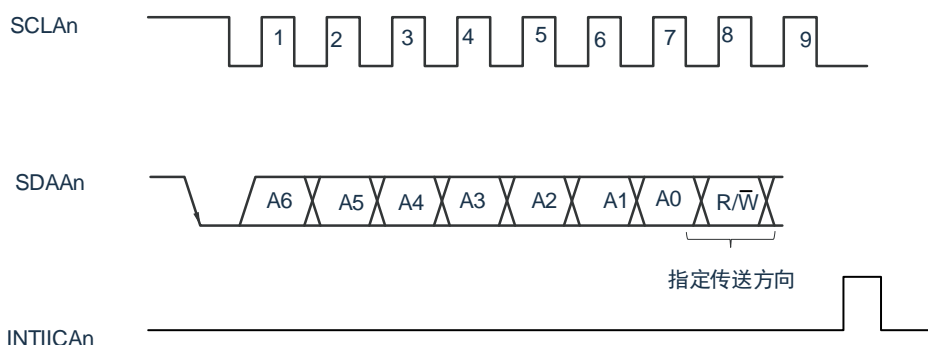 SCLAn
1 2 3 4 5 6 7 8 9
SDAAn
A6 A5 A4 A3 A2 A1 A0 R/W̅
指定传送方向
INTIICAn